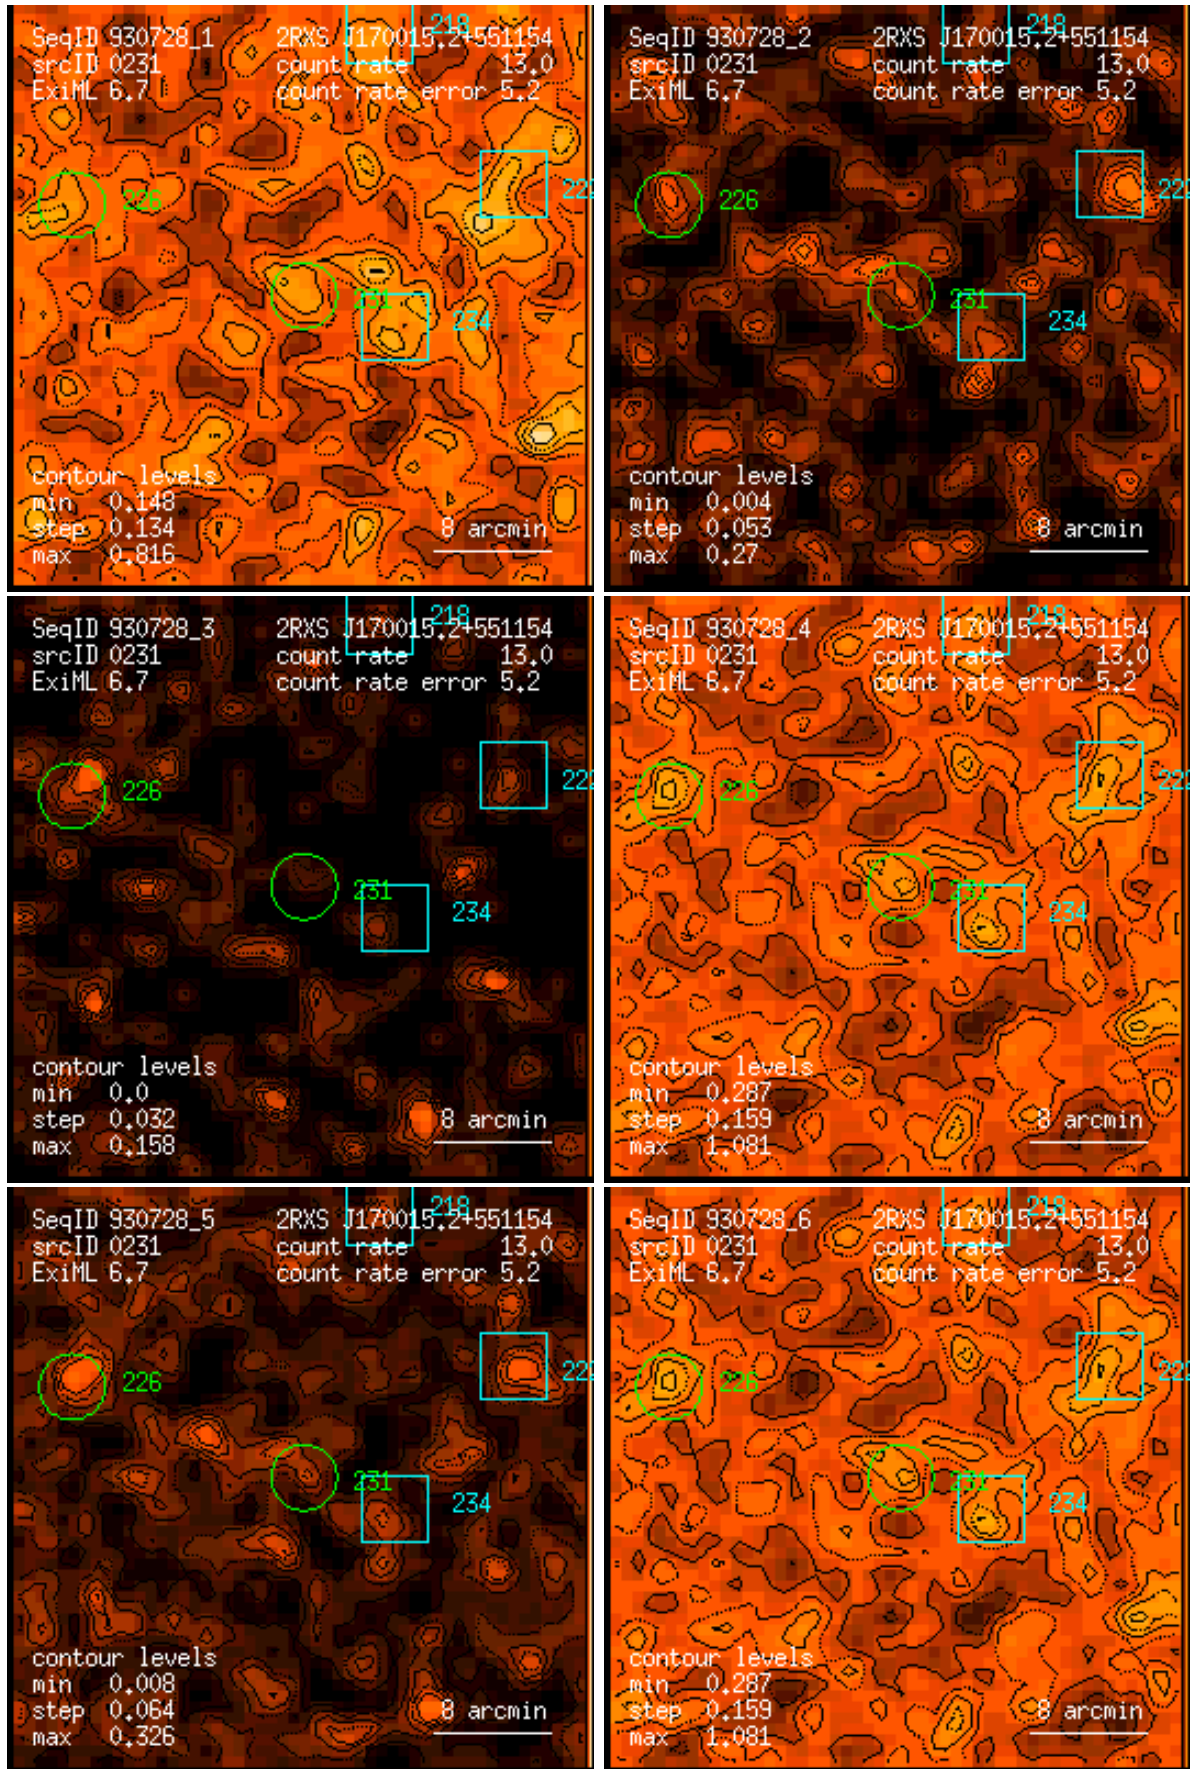 218
SeqID 930728_1 2RXS J170015.2+551154
srcID 0231 count rate 13.0
ExiML 6.7 count rate error 5.2
226
222
231
234
contour levels
min 0.148
step 0.134
max 0.816
8 arcmin
218
SeqID 930728_2 2RXS J170015.2+551154
srcID 0231 count rate 13.0
ExiML 6.7 count rate error 5.2
226
222
231
234
contour levels
min 0.004
step 0.053
max 0.27
8 arcmin
218
SeqID 930728_3 2RXS J170015.2+551154
srcID 0231 count rate 13.0
ExiML 6.7 count rate error 5.2
226
222
231
234
contour levels
min 0.0
step 0.032
max 0.158
8 arcmin
218
SeqID 930728_4 2RXS J170015.2+551154
srcID 0231 count rate 13.0
ExiML 6.7 count rate error 5.2
226
222
231
234
contour levels
min 0.287
step 0.159
max 1.081
8 arcmin
218
SeqID 930728_5 2RXS J170015.2+551154
srcID 0231 count rate 13.0
ExiML 6.7 count rate error 5.2
226
222
231
234
contour levels
min 0.008
step 0.064
max 0.326
8 arcmin
218
SeqID 930728_6 2RXS J170015.2+551154
srcID 0231 count rate 13.0
ExiML 6.7 count rate error 5.2
226
222
231
234
contour levels
min 0.287
step 0.159
max 1.081
8 arcmin